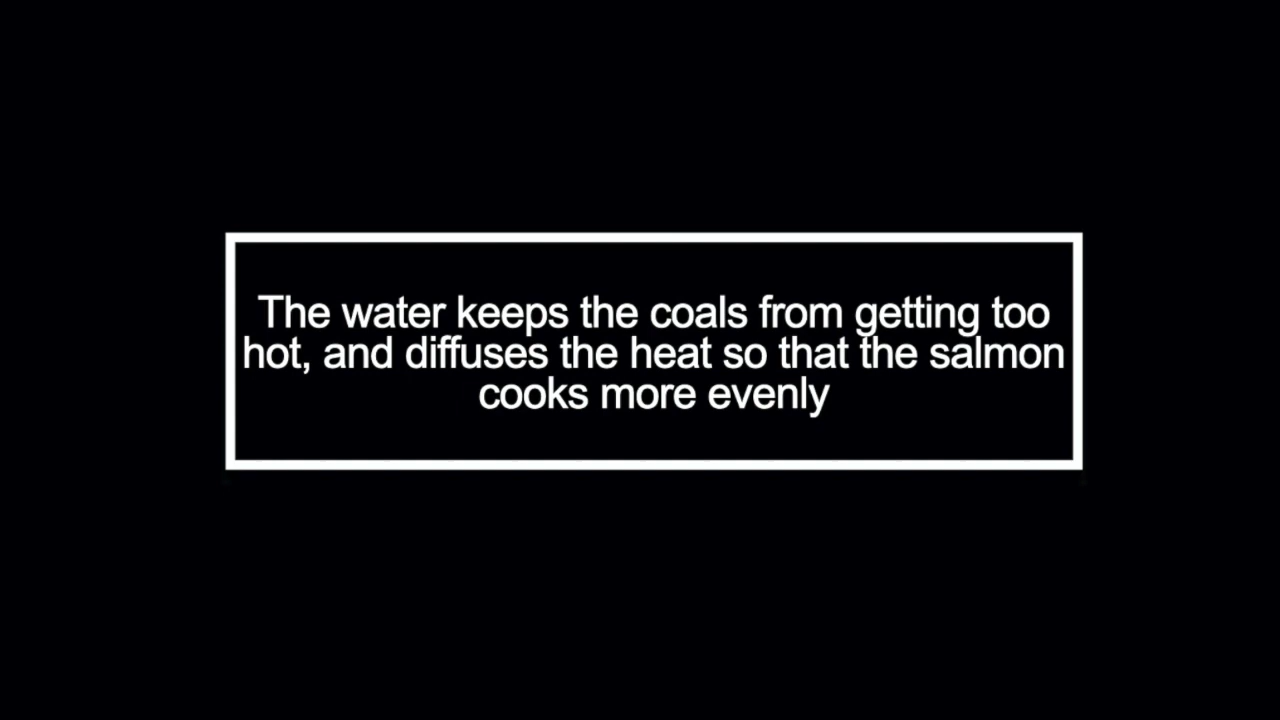 The water keeps the coals from getting too
hot, and diffuses the heat so that the salmon
cooks more evenly